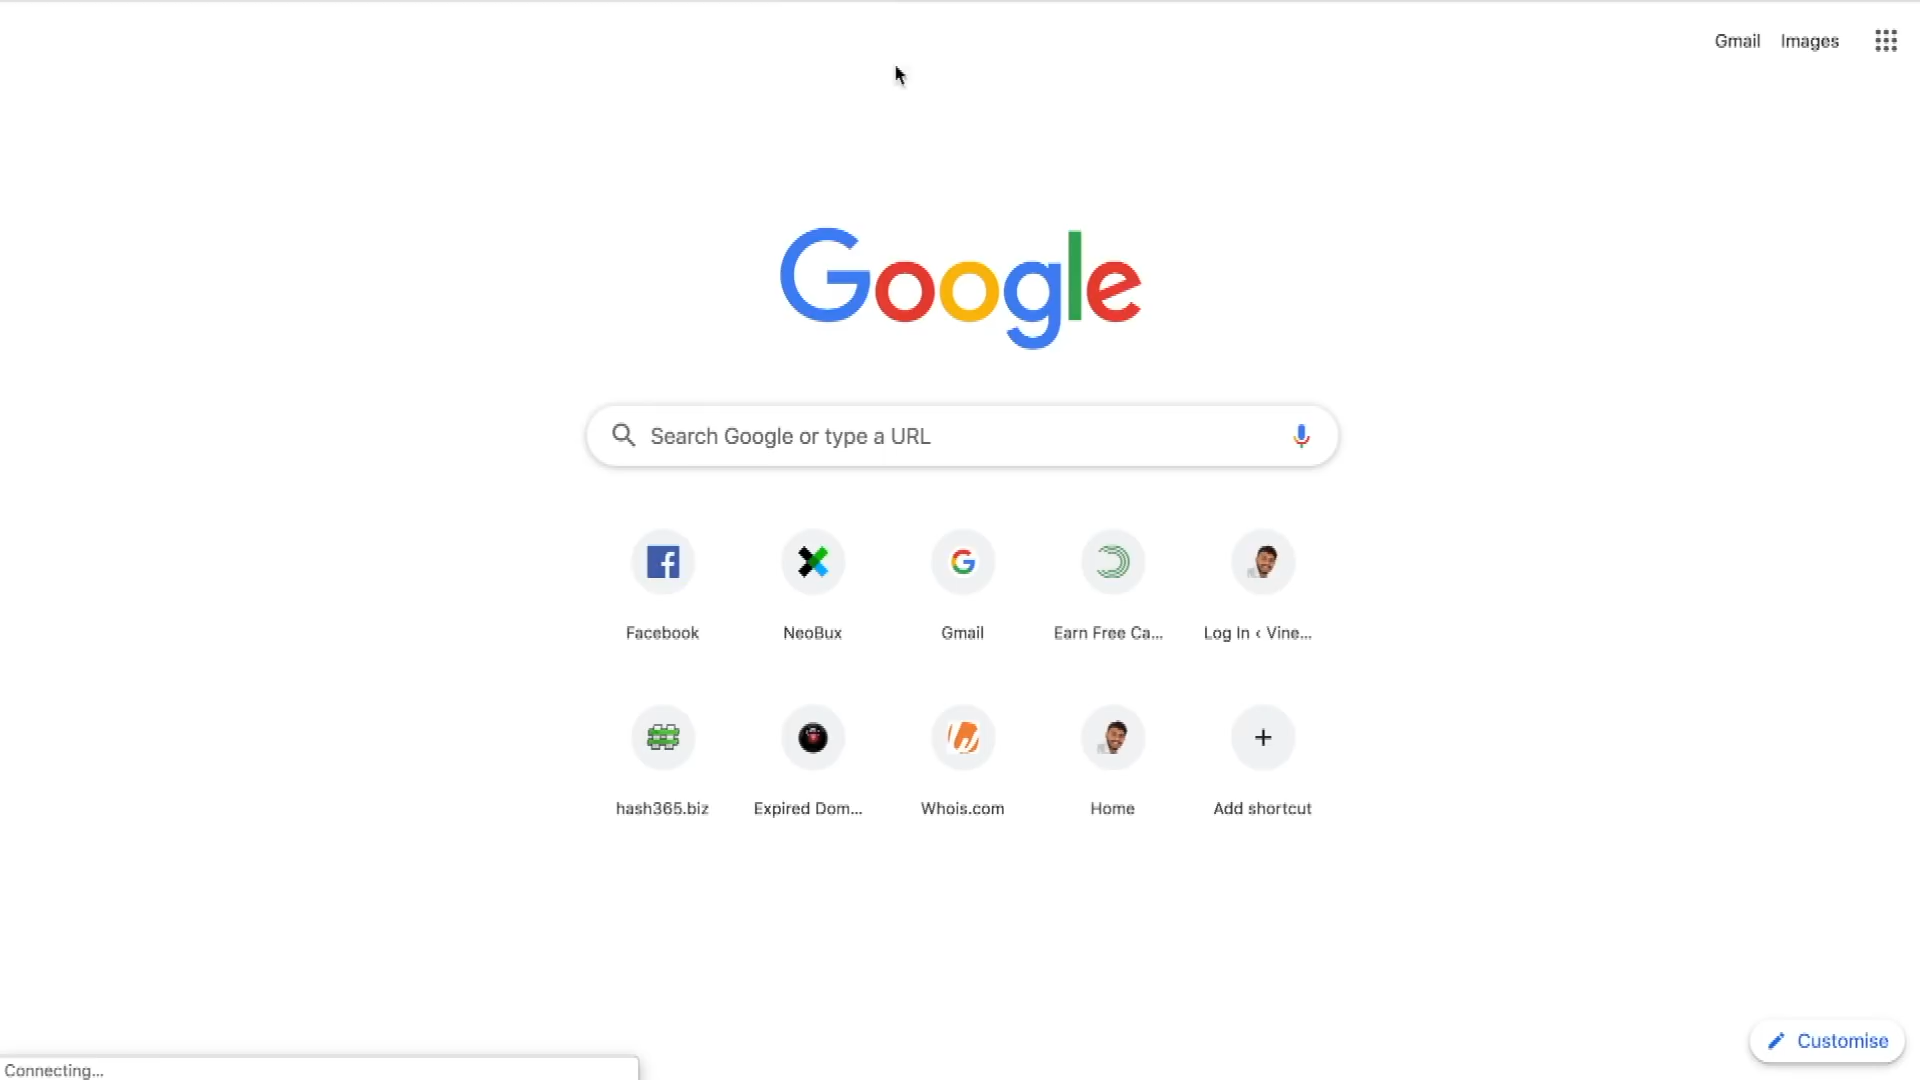 Gmail Images
Google
Search Google or type a URL
Facebook NeoBux Gmail Earn Free Ca... Log In ‹ Vine...
hash365.biz Expired Dom... Whois.com Home Add shortcut
Customise
Connecting...